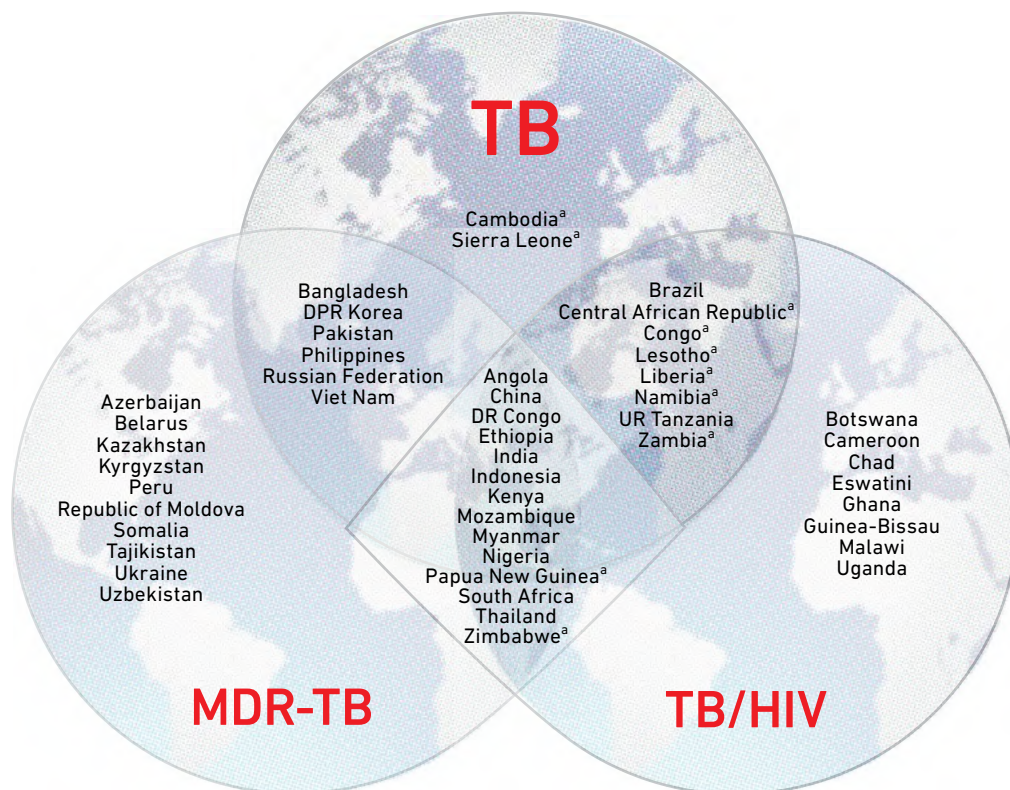 TB
Cambodiaᵃ
Sierra Leoneᵃ
Bangladesh
DPR Korea
Pakistan
Philippines
Russian Federation
Viet Nam
Brazil
Central African Republicᵃ
Congoᵃ
Lesothoᵃ
Liberiaᵃ
Namibiaᵃ
UR Tanzania
Zambiaᵃ
Angola
China
DR Congo
Ethiopia
India
Indonesia
Kenya
Mozambique
Myanmar
Nigeria
Papua New Guineaᵃ
South Africa
Thailand
Zimbabweᵃ
Azerbaijan
Belarus
Kazakhstan
Kyrgyzstan
Peru
Republic of Moldova
Somalia
Tajikistan
Ukraine
Uzbekistan
Botswana
Cameroon
Chad
Eswatini
Ghana
Guinea-Bissau
Malawi
Uganda
MDR-TB
TB/HIV